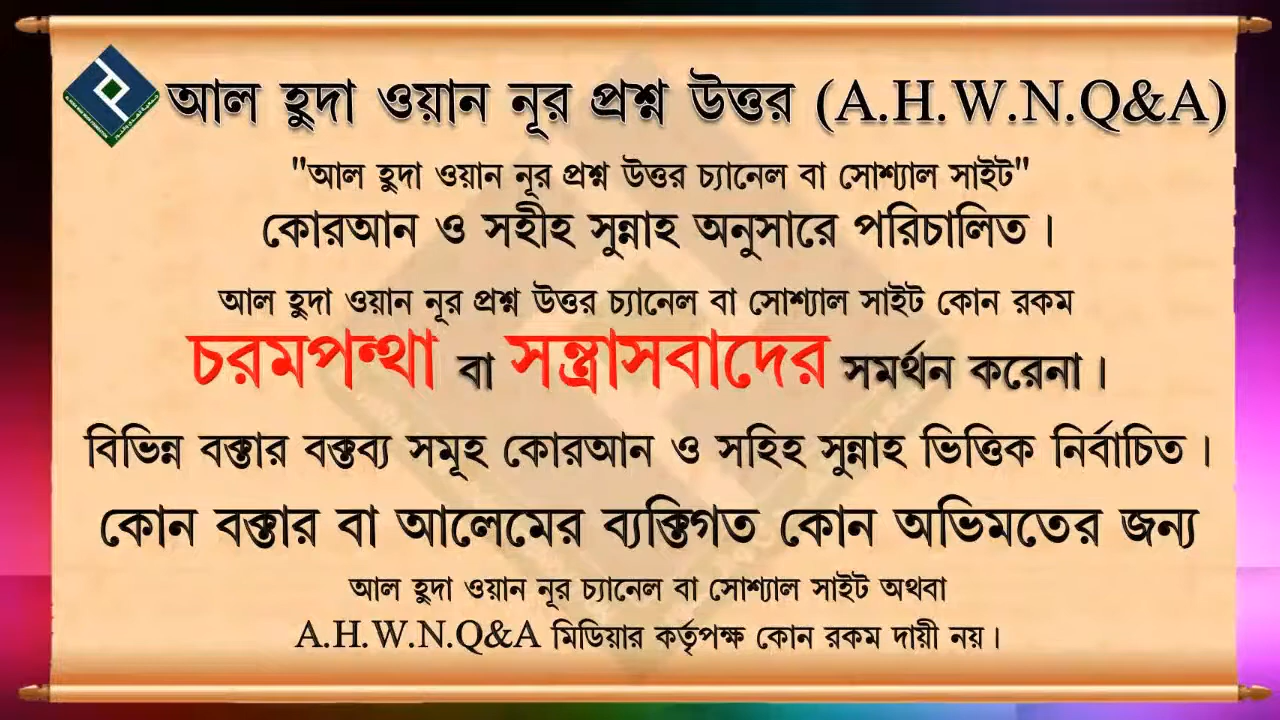 আল হুদা ওয়ান নূর প্রশ্ন উত্তর (A.H.W.N.Q&A)
"আল হুদা ওয়ান নূর প্রশ্ন উত্তর চ্যানেল বা সোশ্যাল সাইট"
কোরআন ও সহীহ সুন্নাহ অনুসারে পরিচালিত।
আল হুদা ওয়ান নূর প্রশ্ন উত্তর চ্যানেল বা সোশ্যাল সাইট কোন রকম
চরমপন্থা বা সন্ত্রাসবাদের সমর্থন করেনা।
বিভিন্ন বক্তার বক্তব্য সমূহ কোরআন ও সহিহ সুন্নাহ ভিত্তিক নির্বাচিত।
কোন বক্তার বা আলেমের ব্যক্তিগত কোন অভিমতের জন্য
আল হুদা ওয়ান নূর চ্যানেল বা সোশ্যাল সাইট অথবা
A.H.W.N.Q&A মিডিয়ার কর্তৃপক্ষ কোন রকম দায়ী নয়।